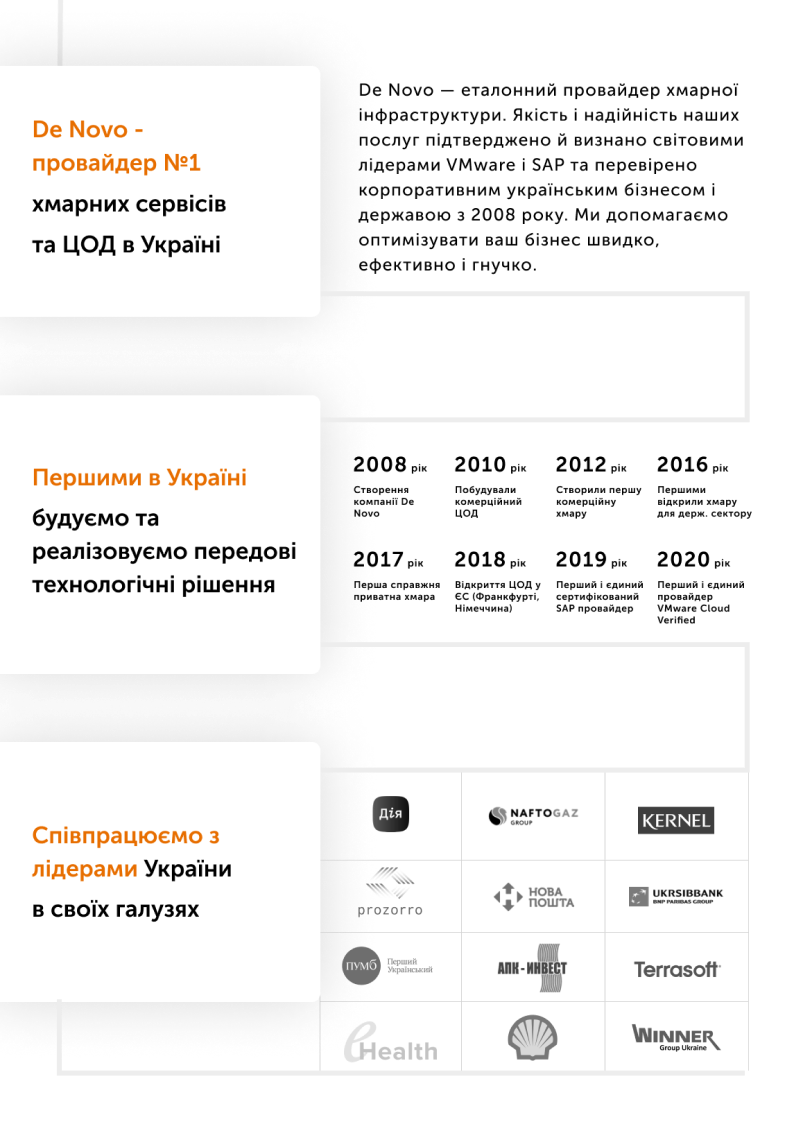 De Novo -
провайдер №1
хмарних сервісів
та ЦОД в Україні
De Novo — еталонний провайдер хмарної
інфраструктури. Якість і надійність наших
послуг підтверджено й визнано світовими
лідерами VMware і SAP та перевірено
корпоративним українським бізнесом і
державою з 2008 року. Ми допомагаємо
оптимізувати ваш бізнес швидко,
ефективно і гнучко.
Першими в Україні
будуємо та
реалізовуємо передові
технологічні рішення
2008 рік
Створення
компанії De
Novo
2010 рік
Побудували
комерційний
ЦОД
2012 рік
Створили першу
комерційну
хмару
2016 рік
Першими
відкрили хмару
для держ. сектору
2017 рік
Перша справжня
приватна хмара
2018 рік
Відкриття ЦОД у
ЄС (Франкфурті,
Німеччина)
2019 рік
Перший і єдиний
сертифікований
SAP провайдер
2020 рік
Перший і єдиний
провайдер
VMware Cloud
Verified
Співпрацюємо з
лідерами України
в своїх галузях
Дія
NAFTOGAZ
GROUP
KERNEL
prozorro
НОВА
ПОШТА
UKRSIBBANK
BNP PARIBAS GROUP
ПУМБ
Перший
Український
АПК-ИНВЕСТ
Terrasoft
eHealth
WINNER
Group Ukraine